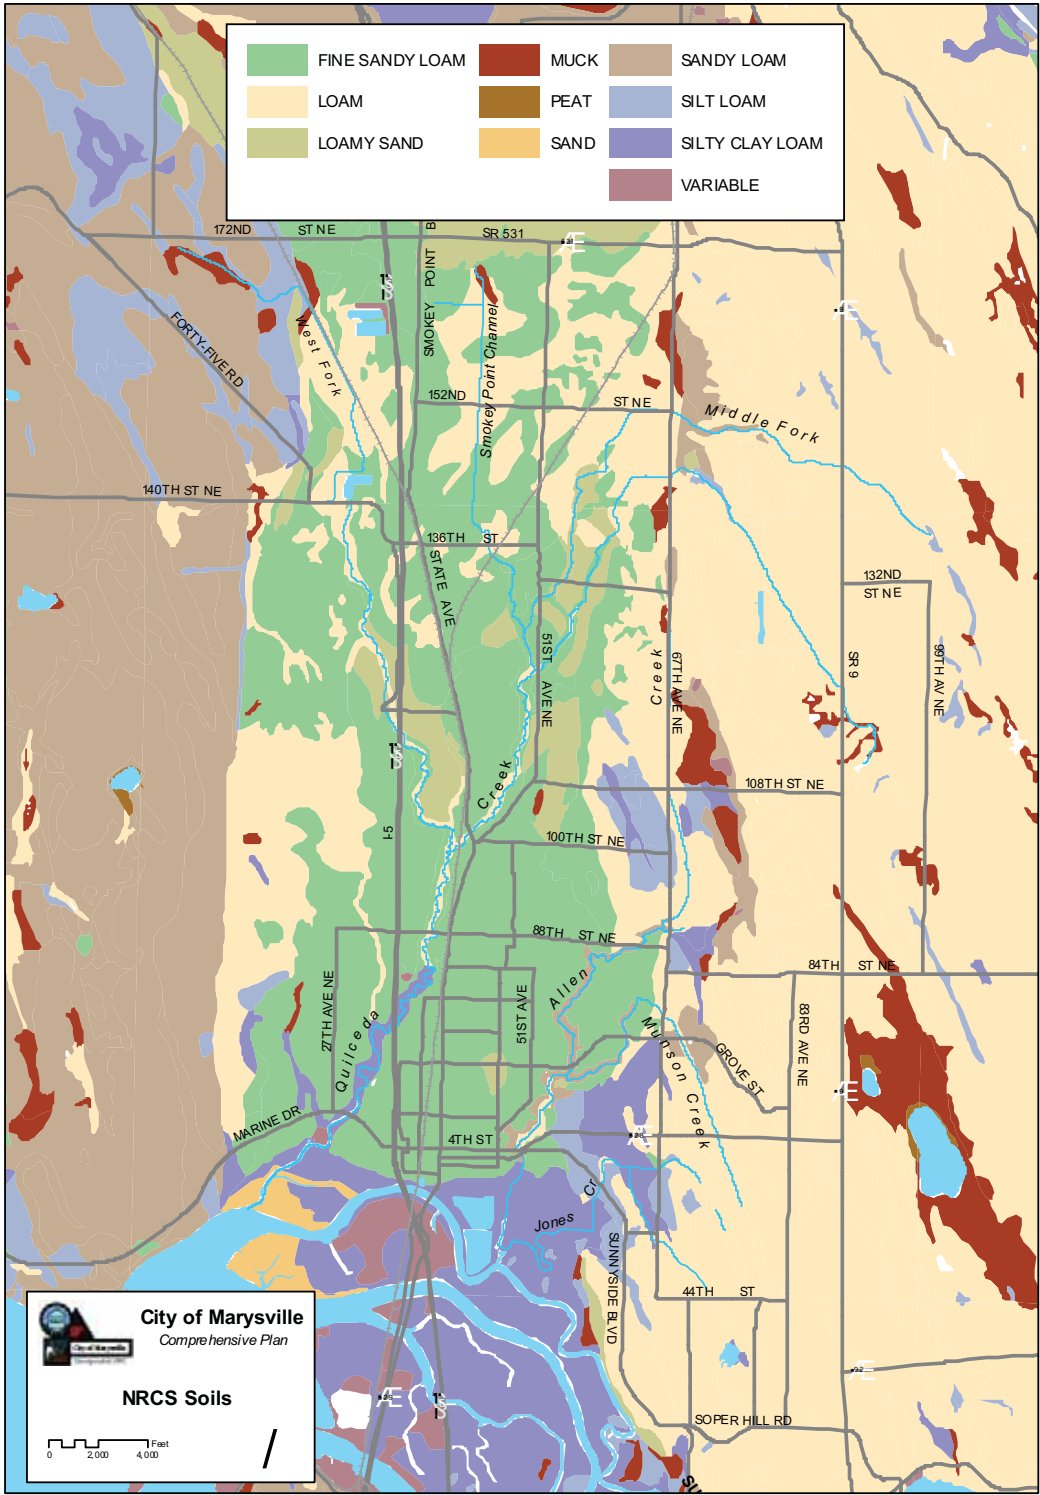 FINE SANDY LOAM
LOAM
LOAMY SAND
MUCK
PEAT
SAND
SANDY LOAM
SILT LOAM
SILTY CLAY LOAM
VARIABLE
172ND ST NE
SR 531
B
SMOKEY POINT
FORTY-FIVE RD
West Fork
Smokey Point Channel
152ND ST NE
Middle Fork
140TH ST NE
136TH ST
STATE AVE
132ND ST NE
51ST AVE NE
Creek
67TH AVE NE
SR 9
99TH AV NE
108TH ST NE
Creek
I-5
100TH ST NE
88TH ST NE
84TH ST NE
27TH AVE NE
Quilceda
51ST AVE
Allen
Munson Creek
GROVE ST
83RD AVE NE
MARINE DR
4TH ST
Jones Cr
SUNNYSIDE BLVD
44TH ST
SOPER HILL RD
SU
City of Marysville
Comprehensive Plan
NRCS Soils
0 2,000 4,000 Feet